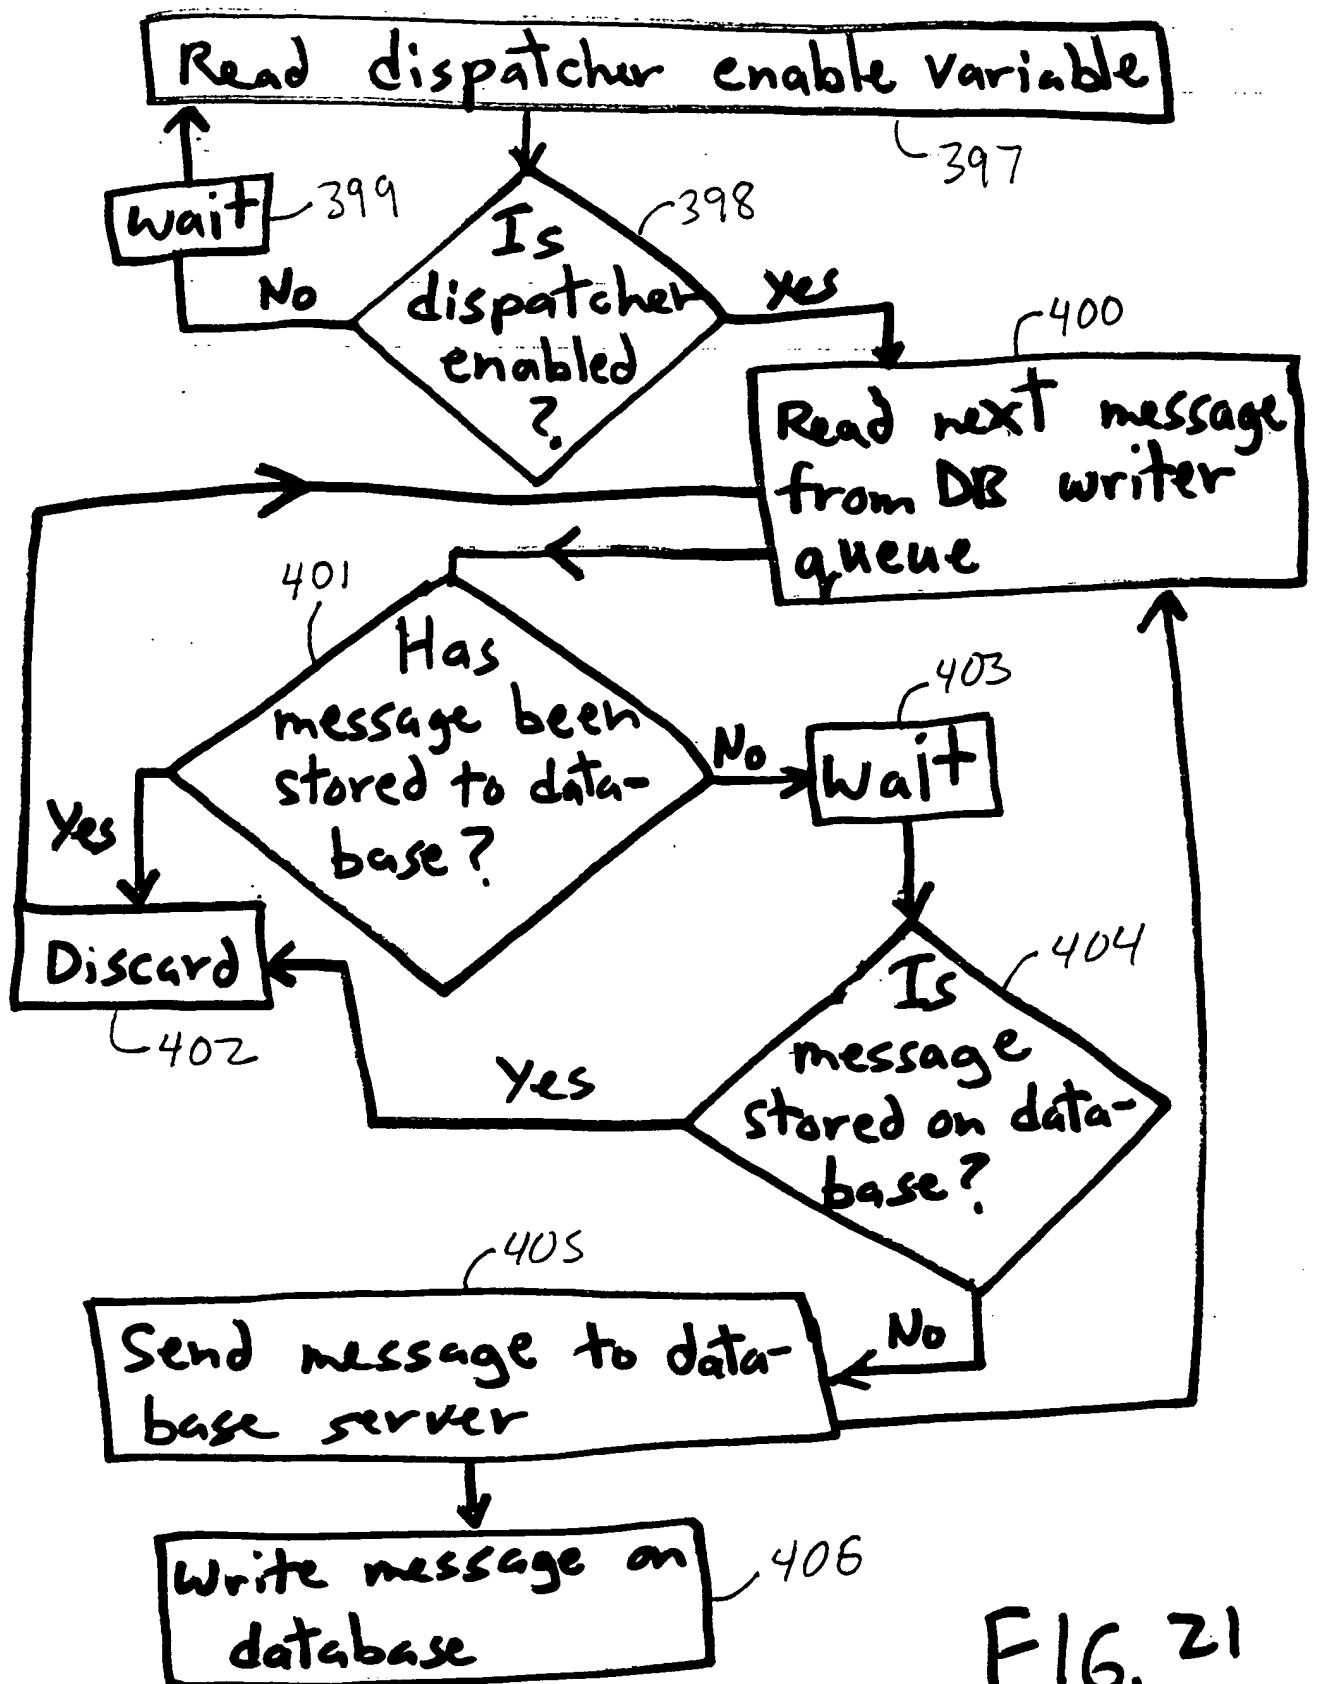 Read dispatcher enable variable
397
wait
399
398
Is
dispatcher
enabled
?
No
yes
400
Read next message
from DB writer
queue
401
Has
message been
stored to data-
base?
Yes
No
403
Wait
Discard
402
404
Is
message
stored on data-
base?
Yes
No
405
Send message to data-
base server
Write message on
database
406
FIG. 21